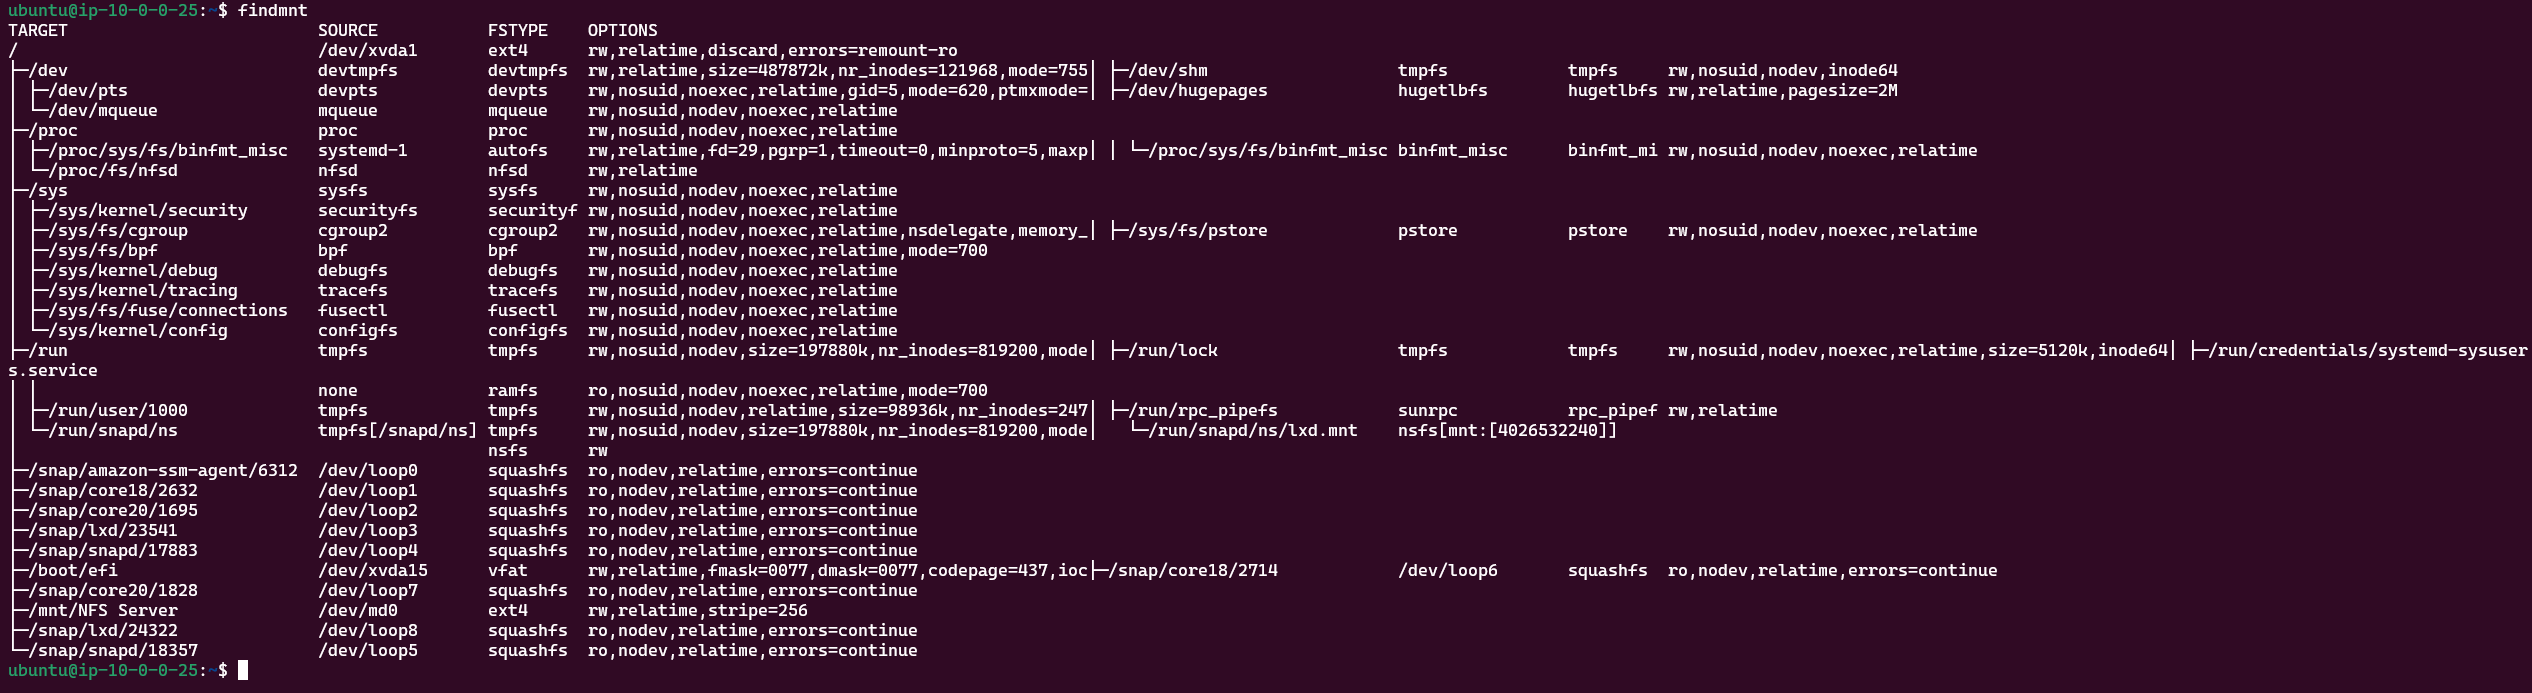 ubuntu@ip-10-0-0-25:~$ findmnt
TARGET                         SOURCE           FSTYPE    OPTIONS
/                              /dev/xvda1       ext4      rw,relatime,discard,errors=remount-ro
├─/dev                         devtmpfs         devtmpfs  rw,relatime,size=487872k,nr_inodes=121968,mode=755│ ├─/dev/shm                   tmpfs            tmpfs     rw,nosuid,nodev,inode64
│ ├─/dev/pts                   devpts           devpts    rw,nosuid,noexec,relatime,gid=5,mode=620,ptmxmode=│ ├─/dev/hugepages             hugetlbfs        hugetlbfs rw,relatime,pagesize=2M
│ └─/dev/mqueue                mqueue           mqueue    rw,nosuid,nodev,noexec,relatime
├─/proc                        proc             proc      rw,nosuid,nodev,noexec,relatime
│ ├─/proc/sys/fs/binfmt_misc   systemd-1        autofs    rw,relatime,fd=29,pgrp=1,timeout=0,minproto=5,maxp│ │ └─/proc/sys/fs/binfmt_misc binfmt_misc      binfmt_mi rw,nosuid,nodev,noexec,relatime
│ └─/proc/fs/nfsd              nfsd             nfsd      rw,relatime
├─/sys                         sysfs            sysfs     rw,nosuid,nodev,noexec,relatime
│ ├─/sys/kernel/security       securityfs       securityf rw,nosuid,nodev,noexec,relatime
│ ├─/sys/fs/cgroup             cgroup2          cgroup2   rw,nosuid,nodev,noexec,relatime,nsdelegate,memory_│ ├─/sys/fs/pstore             pstore           pstore    rw,nosuid,nodev,noexec,relatime
│ ├─/sys/fs/bpf                bpf              bpf       rw,nosuid,nodev,noexec,relatime,mode=700
│ ├─/sys/kernel/debug          debugfs          debugfs   rw,nosuid,nodev,noexec,relatime
│ ├─/sys/kernel/tracing        tracefs          tracefs   rw,nosuid,nodev,noexec,relatime
│ ├─/sys/fs/fuse/connections   fusectl          fusectl   rw,nosuid,nodev,noexec,relatime
│ └─/sys/kernel/config         configfs         configfs  rw,nosuid,nodev,noexec,relatime
├─/run                         tmpfs            tmpfs     rw,nosuid,nodev,size=197880k,nr_inodes=819200,mode│ ├─/run/lock                  tmpfs            tmpfs     rw,nosuid,nodev,noexec,relatime,size=5120k,inode64│ ├─/run/credentials/systemd-sysuser
s.service
│ │                            none             ramfs     ro,nosuid,nodev,noexec,relatime,mode=700
│ ├─/run/user/1000             tmpfs            tmpfs     rw,nosuid,nodev,relatime,size=98936k,nr_inodes=247│ ├─/run/rpc_pipefs            sunrpc           rpc_pipef rw,relatime
│ └─/run/snapd/ns              tmpfs[/snapd/ns] tmpfs     rw,nosuid,nodev,size=197880k,nr_inodes=819200,mode│   └─/run/snapd/ns/lxd.mnt    nsfs[mnt:[4026532240]]
│                                               nsfs      rw
├─/snap/amazon-ssm-agent/6312  /dev/loop0       squashfs  ro,nodev,relatime,errors=continue
├─/snap/core18/2632            /dev/loop1       squashfs  ro,nodev,relatime,errors=continue
├─/snap/core20/1695            /dev/loop2       squashfs  ro,nodev,relatime,errors=continue
├─/snap/lxd/23541              /dev/loop3       squashfs  ro,nodev,relatime,errors=continue
├─/snap/snapd/17883            /dev/loop4       squashfs  ro,nodev,relatime,errors=continue
├─/boot/efi                    /dev/xvda15      vfat      rw,relatime,fmask=0077,dmask=0077,codepage=437,ioc├─/snap/core18/2714            /dev/loop6       squashfs  ro,nodev,relatime,errors=continue
├─/snap/core20/1828            /dev/loop7       squashfs  ro,nodev,relatime,errors=continue
├─/mnt/NFS Server              /dev/md0         ext4      rw,relatime,stripe=256
├─/snap/lxd/24322              /dev/loop8       squashfs  ro,nodev,relatime,errors=continue
└─/snap/snapd/18357            /dev/loop5       squashfs  ro,nodev,relatime,errors=continue
ubuntu@ip-10-0-0-25:~$